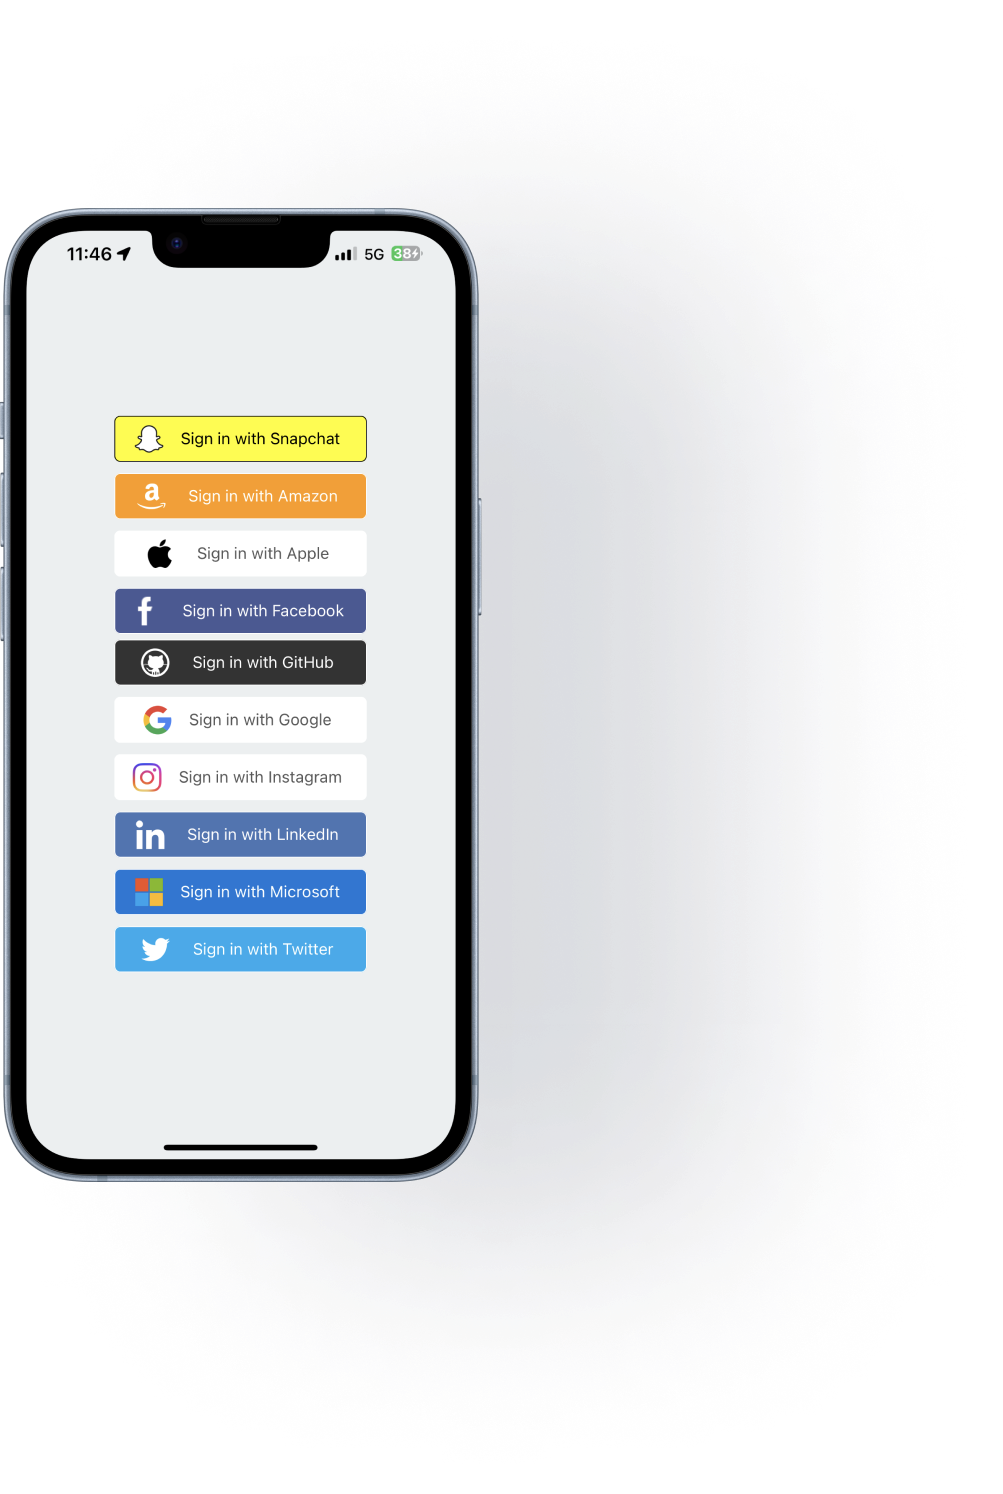 11:46 5G 38
Sign in with Snapchat
a Sign in with Amazon
Sign in with Apple
f Sign in with Facebook
Sign in with GitHub
G Sign in with Google
Sign in with Instagram
in Sign in with LinkedIn
Sign in with Microsoft
Sign in with Twitter